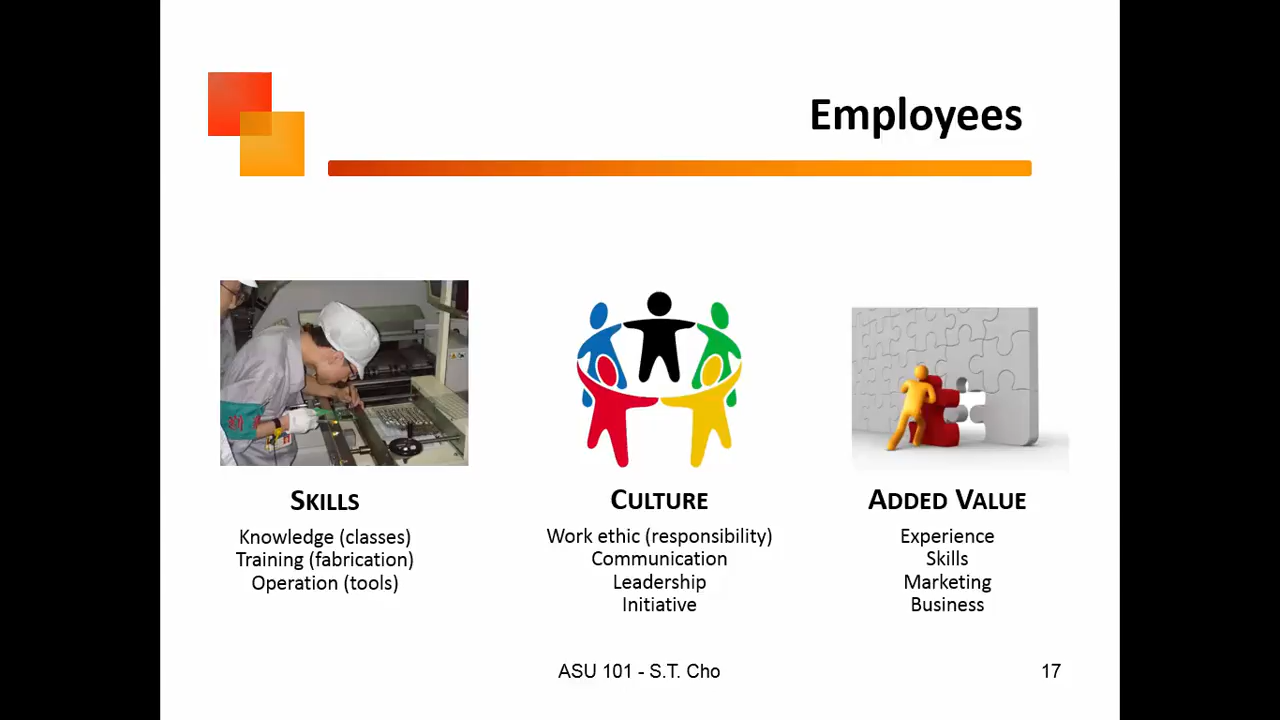 Employees
SKILLS
Knowledge (classes)
Training (fabrication)
Operation (tools)
CULTURE
Work ethic (responsibility)
Communication
Leadership
Initiative
ADDED VALUE
Experience
Skills
Marketing
Business
ASU 101 - S.T. Cho
17